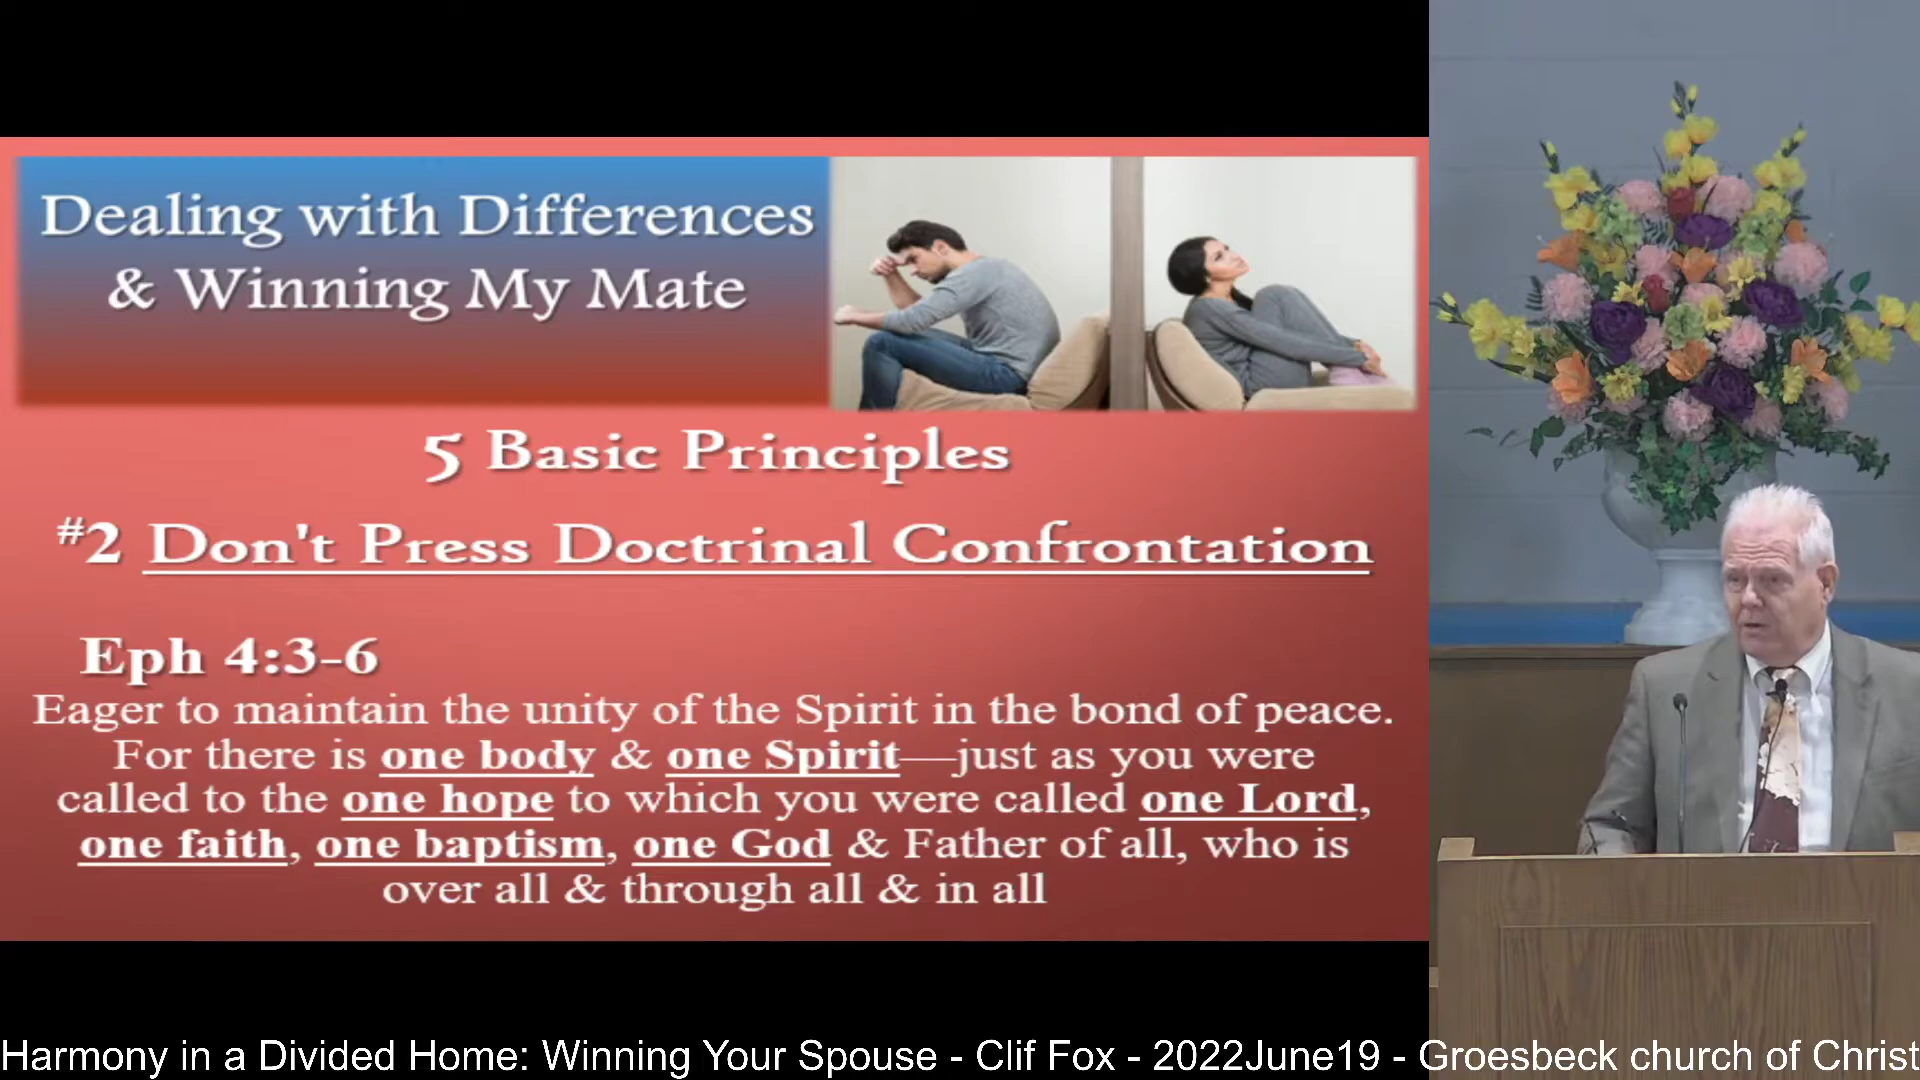 Dealing with Differences
& Winning My Mate
5 Basic Principles
#2 Don't Press Doctrinal Confrontation
Eph 4:3-6
Eager to maintain the unity of the Spirit in the bond of peace.
For there is one body & one Spirit—just as you were
called to the one hope to which you were called one Lord,
one faith, one baptism, one God & Father of all, who is
over all & through all & in all
Harmony in a Divided Home: Winning Your Spouse - Clif Fox - 2022June19 - Groesbeck church of Christ